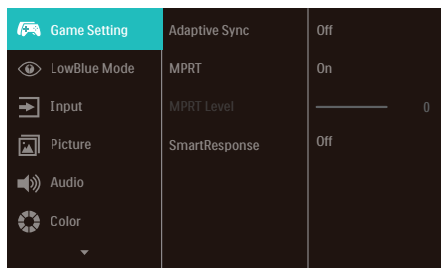 Game Setting Adaptive Sync Off
LowBlue Mode MPRT On
Input MPRT Level 0
Picture SmartResponse Off
Audio
Color